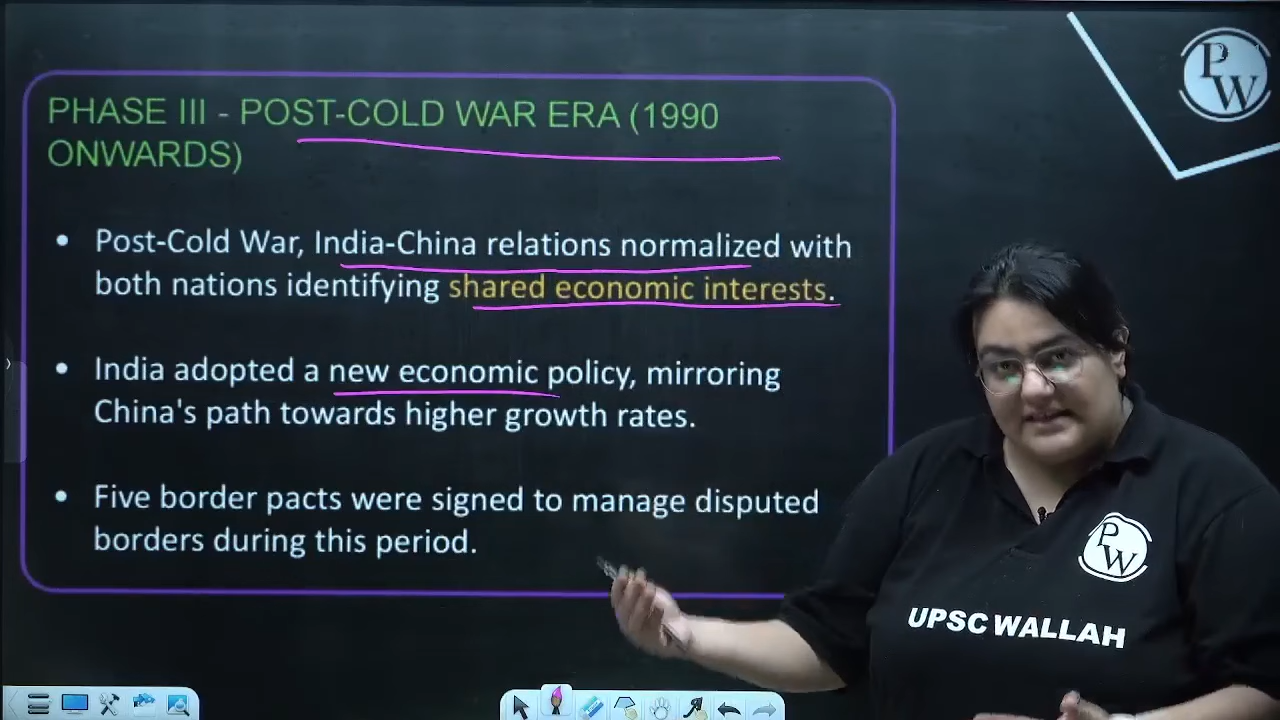 PHASE III - POST-COLD WAR ERA (1990
ONWARDS)
• Post-Cold War, India-China relations normalized with
both nations identifying shared economic interests.
• India adopted a new economic policy, mirroring
China's path towards higher growth rates.
• Five border pacts were signed to manage disputed
borders during this period.
PW
PW
UPSC WALLAH